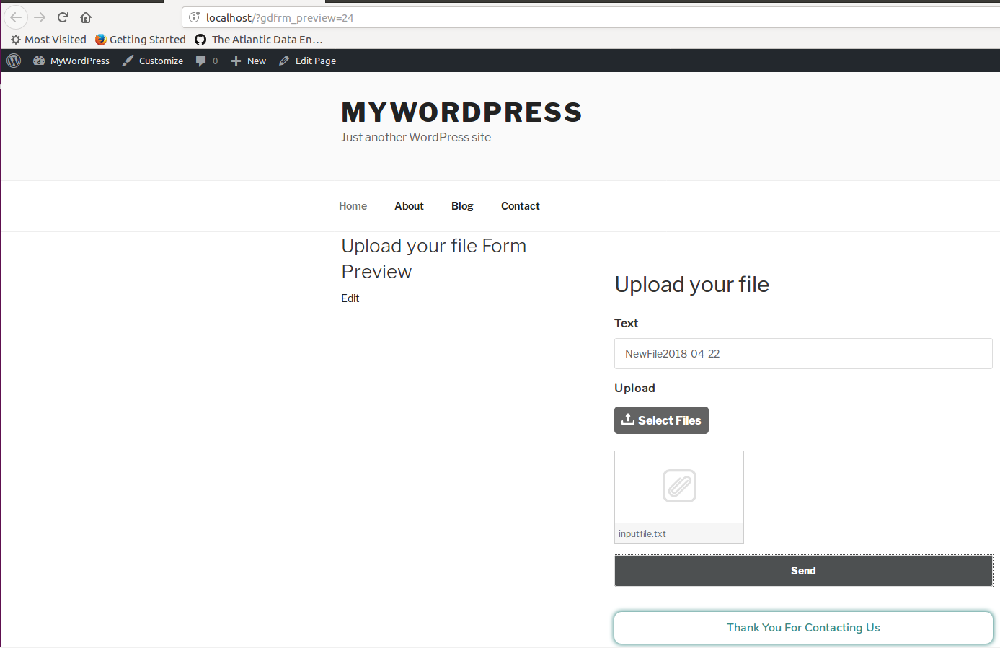 localhost/?gdfrm_preview=24
Most Visited Getting Started The Atlantic Data En...
MyWordPress Customize 0 New Edit Page
MYWORDPRESS
Just another WordPress site
Home About Blog Contact
Upload your file Form
Preview
Edit
Upload your file
Text
NewFile2018-04-22
Upload
Select Files
inputfile.txt
Send
Thank You For Contacting Us